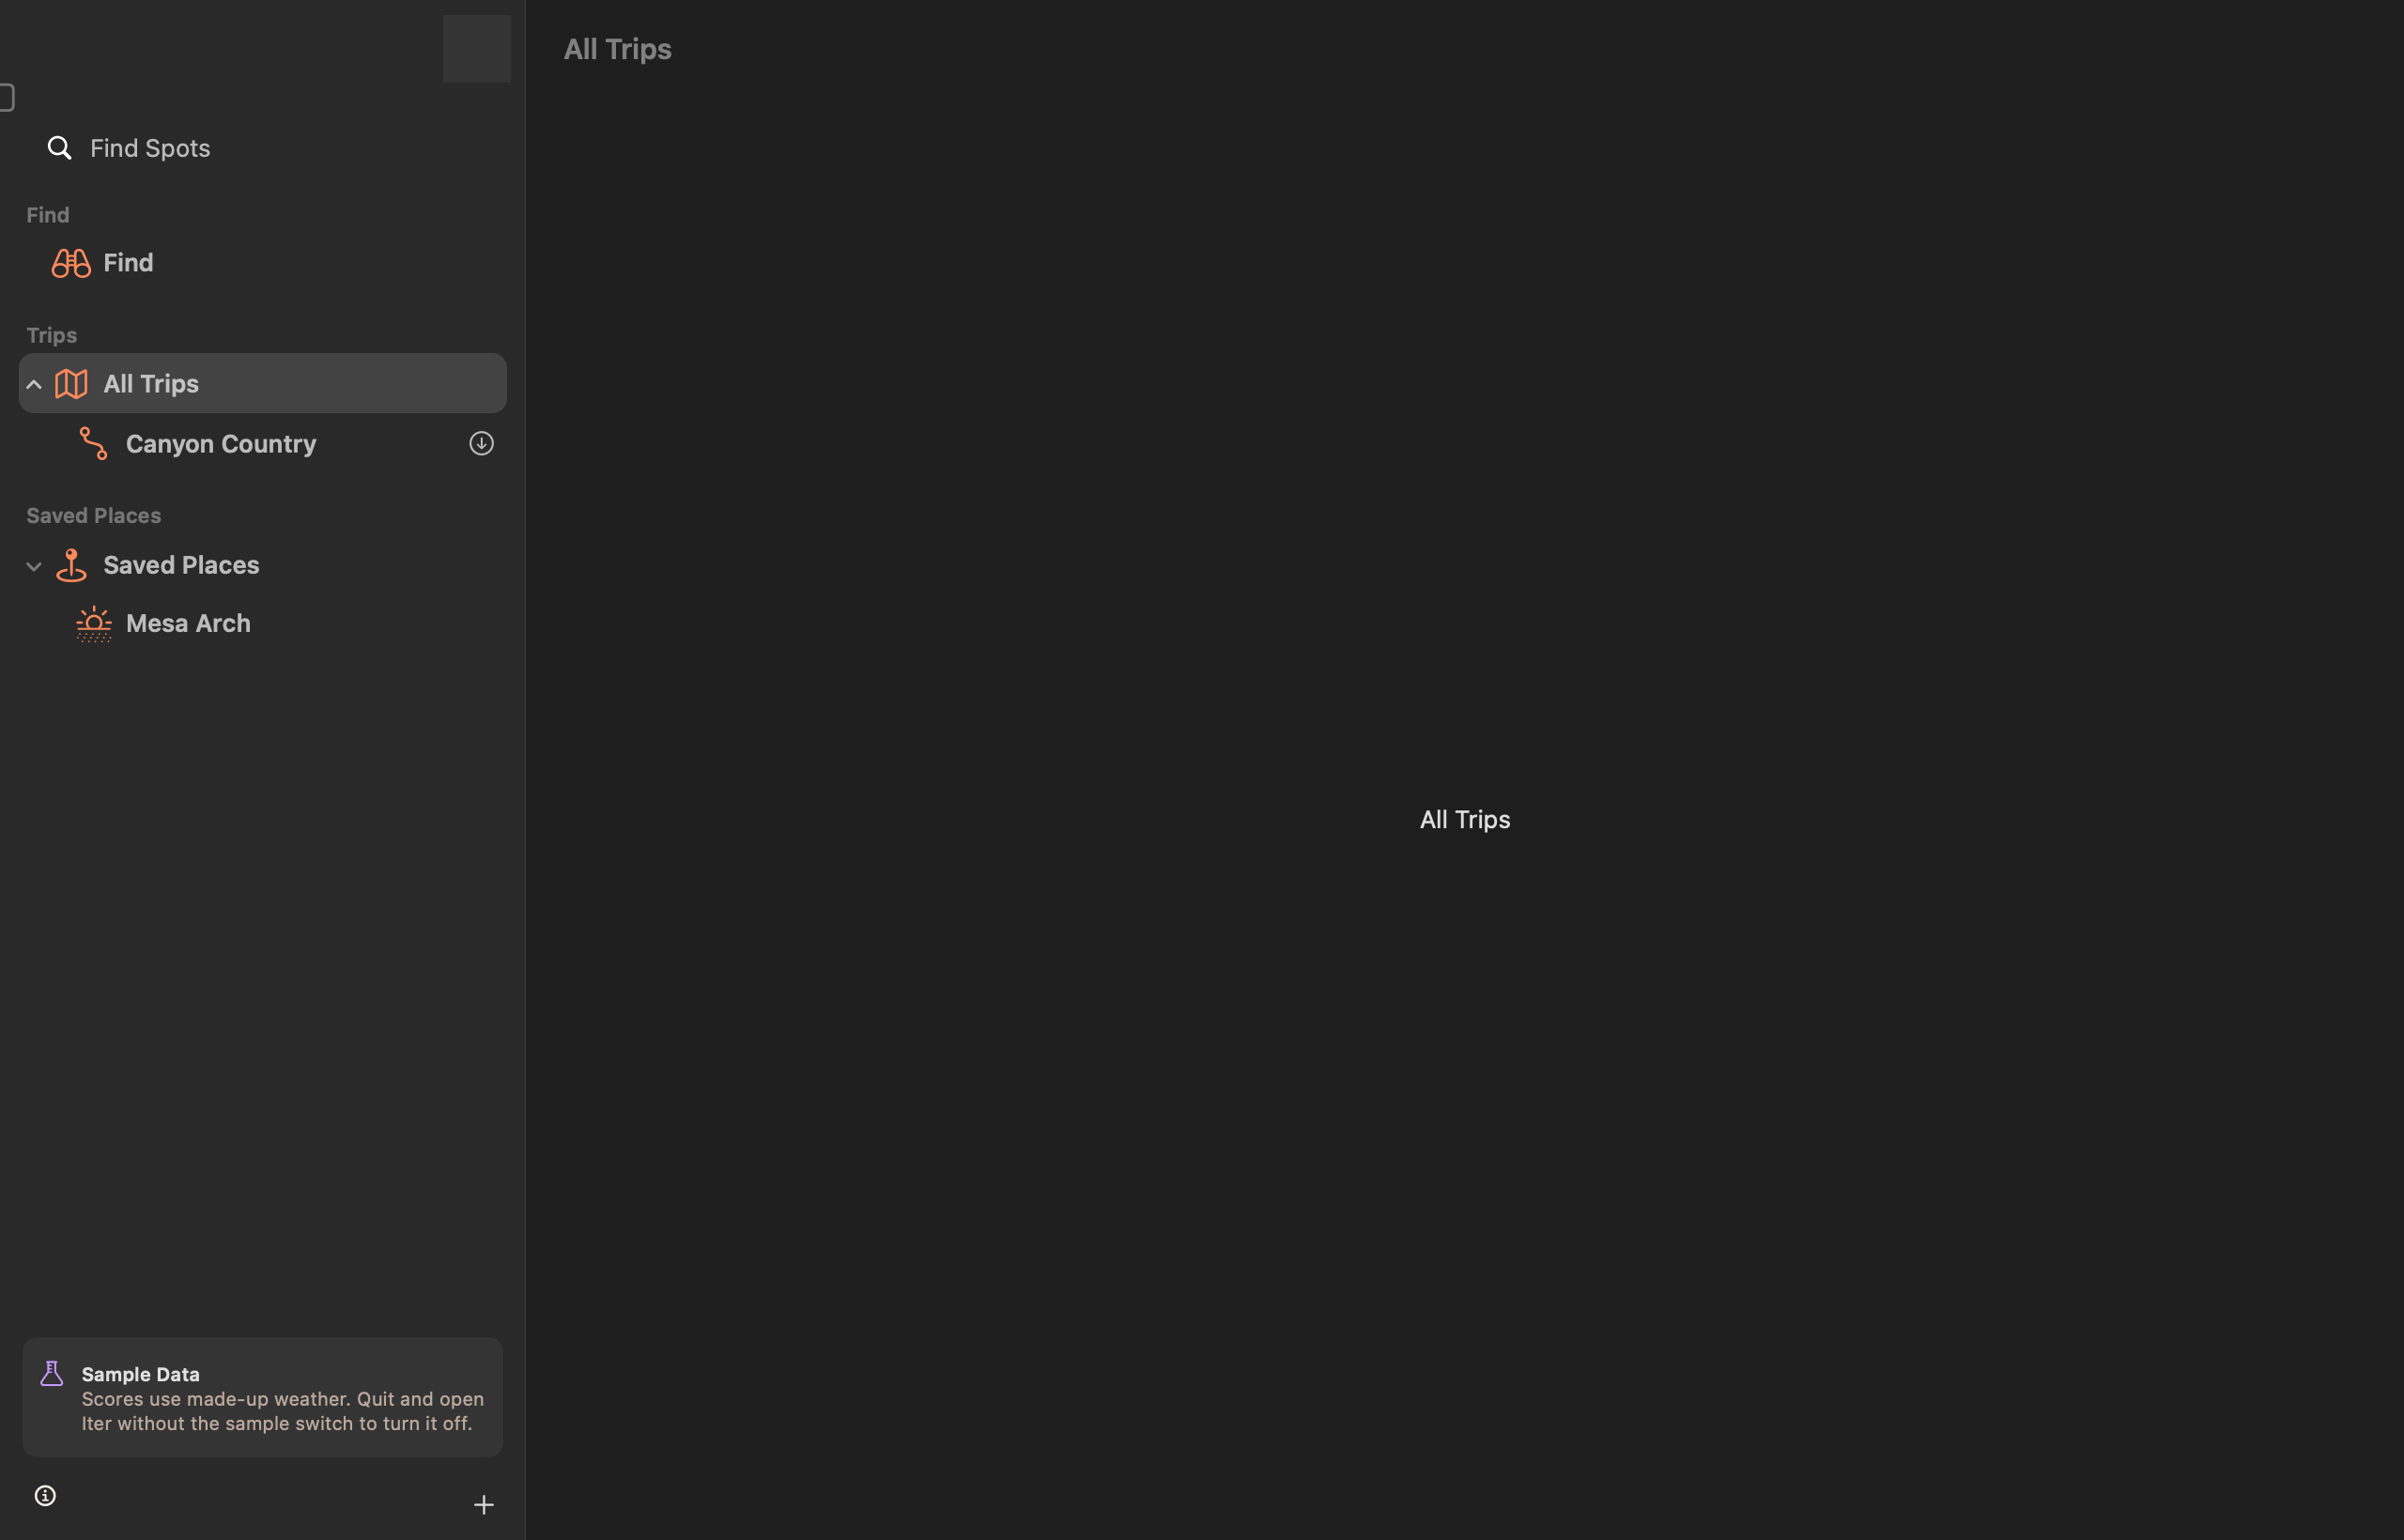 All Trips
Find Spots
Find
Find
Trips
All Trips
Canyon Country
Saved Places
Saved Places
Mesa Arch
All Trips
Sample Data
Scores use made-up weather. Quit and open
Iter without the sample switch to turn it off.